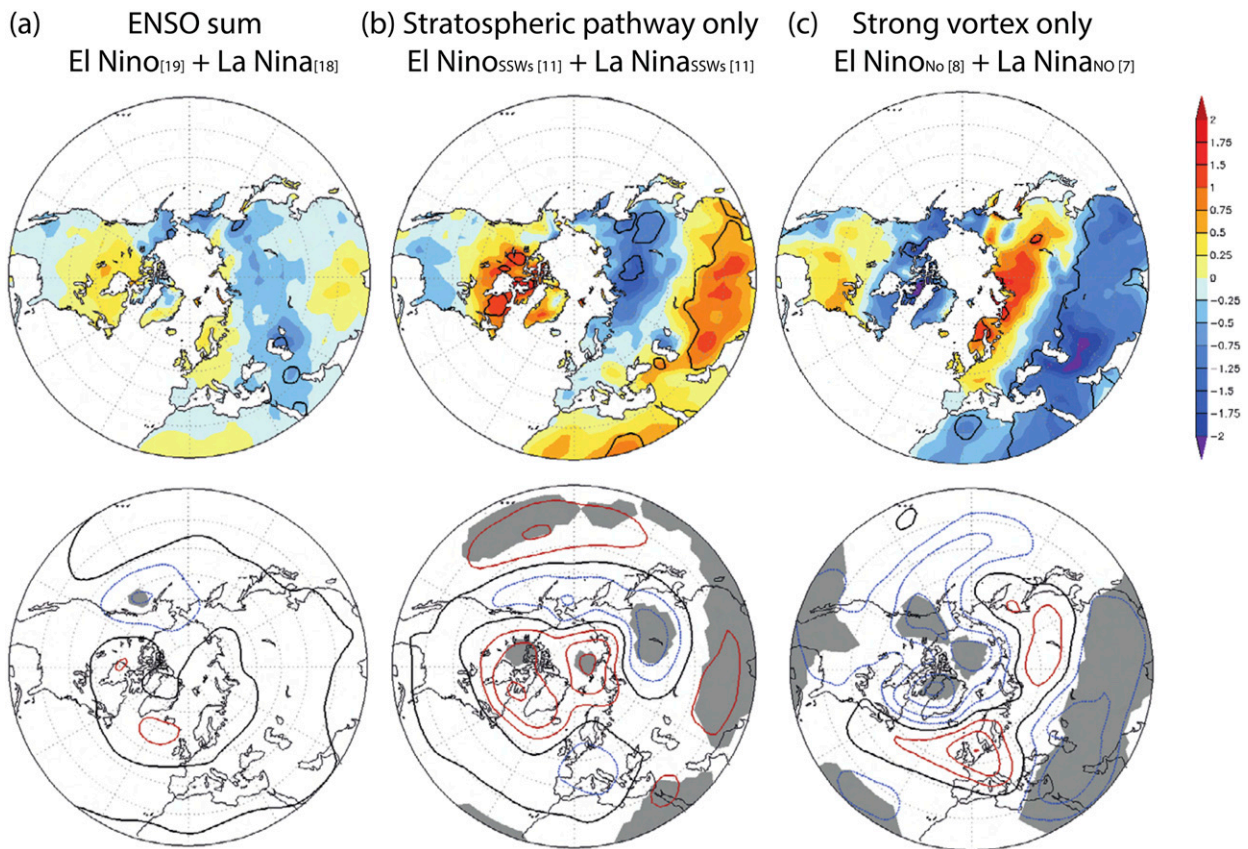 (a) ENSO sum
El Nino[19] + La Nina[18]
(b) Stratospheric pathway only
El NinoSSWs [11] + La NinaSSWs [11]
(c) Strong vortex only
El NinoNo [8] + La NinaNO [7]
2
1.75
1.5
1.25
1
0.75
0.5
0.25
0
−0.25
−0.5
−0.75
−1
−1.25
−1.5
−1.75
−2